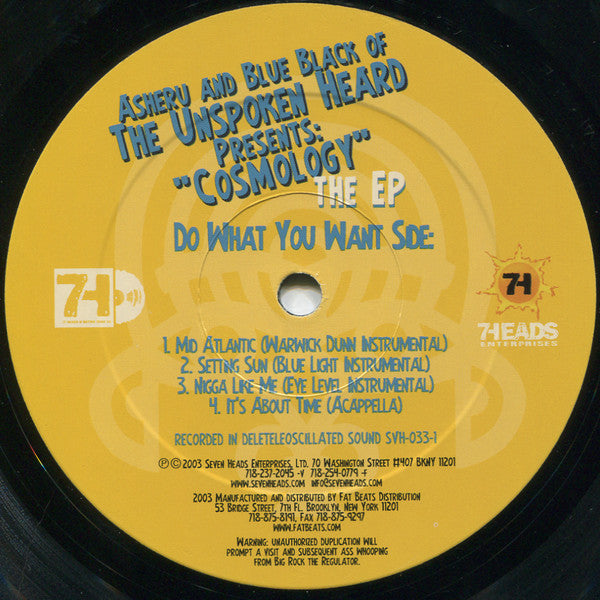 Asheru and Blue Black of
The Unspoken Heard
Presents:
"Cosmology"
The EP
Do What You Want Side:
7H
7H
7HEADS
ENTERPRISES
1. Mid Atlantic (Warwick Dunn Instrumental)
2. Setting Sun (Blue Light Instrumental)
3. Nigga Like Me (Eye Level Instrumental)
4. It's About Time (Acappella)
Recorded in Deleteleoscillated Sound SVH-033-1
℗ © 2003 Seven Heads Enterprises, Ltd. 70 Washington Street #407 BKNY 11201
718-237-2045 -v 718-254-0779 -f
www.sevenheads.com info@sevenheads.com
2003 Manufactured and distributed by Fat Beats Distribution
53 Bridge Street, 7th Fl. Brooklyn, New York 11201
718-875-8191, Fax 718-875-9297
www.fatbeats.com
Warning: unauthorized duplication will
prompt a visit and subsequent ass whooping
from Big Rock the Regulator.